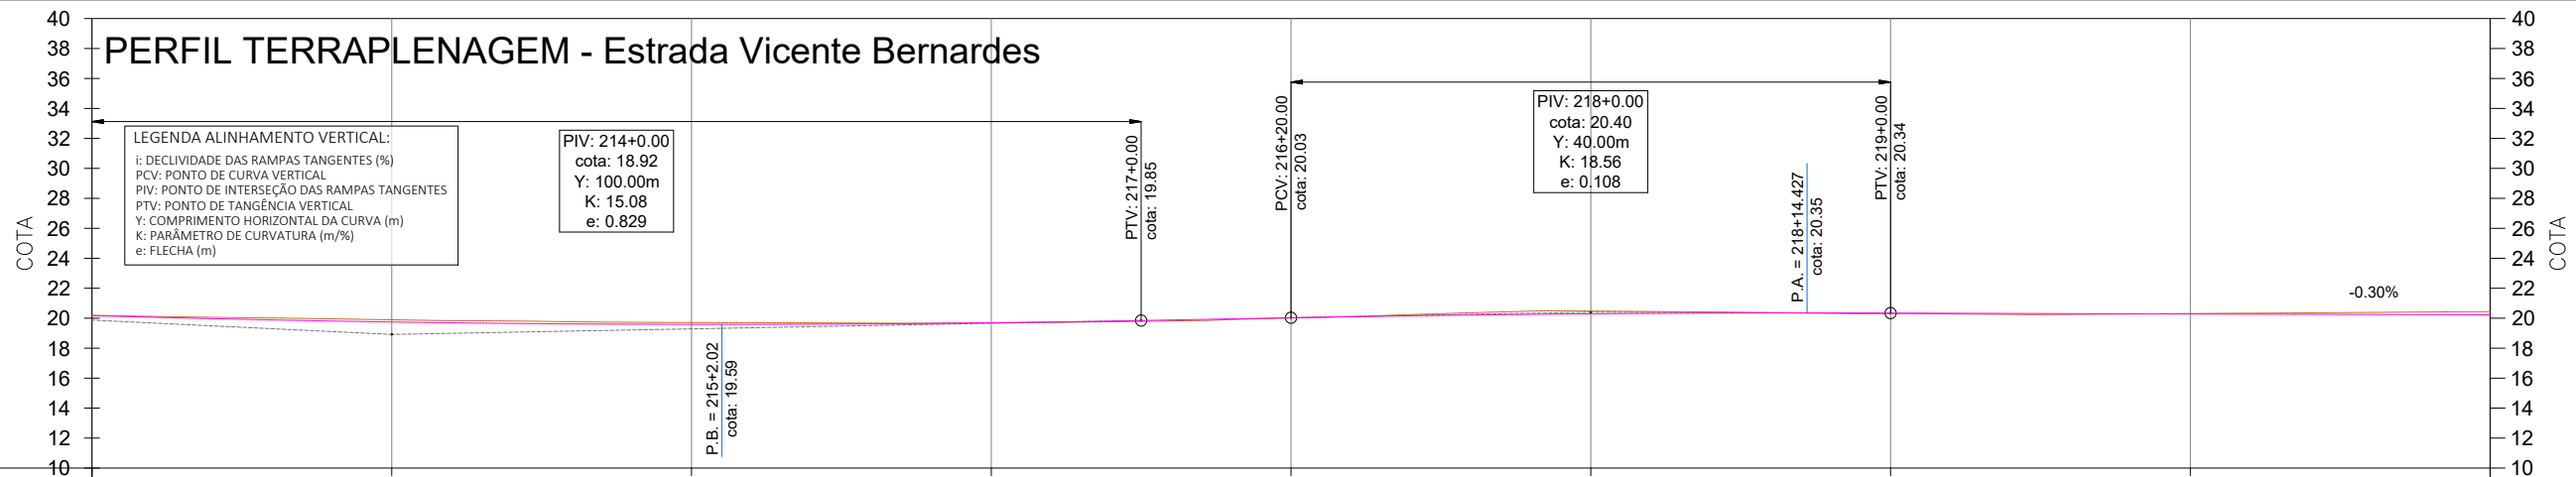 PERFIL TERRAPLENAGEM - Estrada Vicente Bernardes
40
38
36
34
32
30
28
26
24
22
20
18
16
14
12
10
COTA
LEGENDA ALINHAMENTO VERTICAL:
i: DECLIVIDADE DAS RAMPAS TANGENTES (%)
PCV: PONTO DE CURVA VERTICAL
PIV: PONTO DE INTERSEÇÃO DAS RAMPAS TANGENTES
PTV: PONTO DE TANGÊNCIA VERTICAL
Y: COMPRIMENTO HORIZONTAL DA CURVA (m)
K: PARÂMETRO DE CURVATURA (m/%)
e: FLECHA (m)
PIV: 214+0.00
cota: 18.92
Y: 100.00m
K: 15.08
e: 0.829
P.B. = 215+2.02
cota: 19.59
PTV: 217+0.00
cota: 19.85
PCV: 216+20.00
cota: 20.03
PIV: 218+0.00
cota: 20.40
Y: 40.00m
K: 18.56
e: 0.108
P.A. = 218+14.427
cota: 20.35
PTV: 219+0.00
cota: 20.34
-0.30%
40
38
36
34
32
30
28
26
24
22
20
18
16
14
12
10
COTA